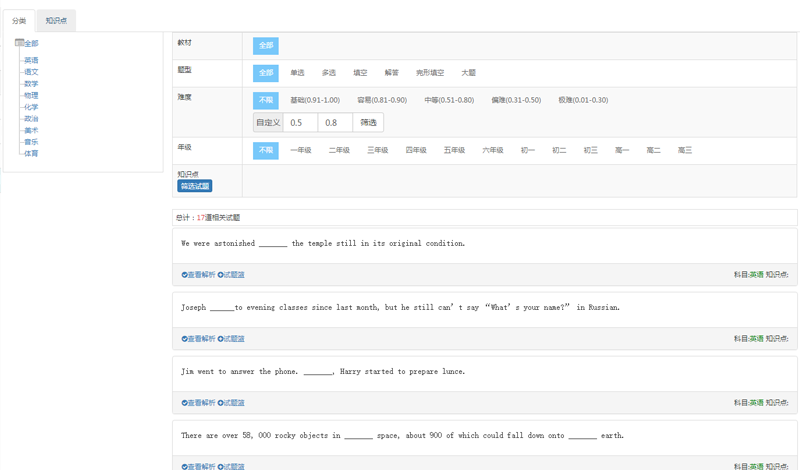 分类 知识点
全部
英语
语文
数学
物理
化学
政治
美术
音乐
体育
教材 全部
题型 全部 单选 多选 填空 解答 完形填空 大题
难度 不限 基础(0.91-1.00) 容易(0.81-0.90) 中等(0.51-0.80) 偏难(0.31-0.50) 极难(0.01-0.30)
自定义 0.5 0.8 筛选
年级 不限 一年级 二年级 三年级 四年级 五年级 六年级 初一 初二 初三 高一 高二 高三
知识点
筛选试题
总计：17道相关试题
We were astonished _______ the temple still in its original condition.
查看解析 试题篮 科目:英语 知识点:
Joseph ______to evening classes since last month, but he still can't say “What's your name?” in Russian.
查看解析 试题篮 科目:英语 知识点:
Jim went to answer the phone. _______, Harry started to prepare lunce.
查看解析 试题篮 科目:英语 知识点:
There are over 58, 000 rocky objects in _______ space, about 900 of which could fall down onto _______ earth.
查看解析 试题篮 科目:英语 知识点: